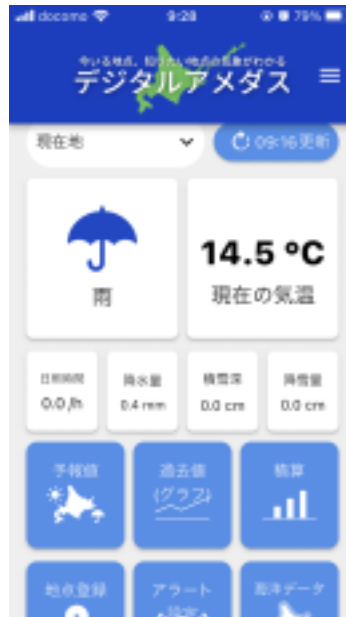 docomo 9:28 79%
今いる地点、知りたい地点の気象がわかる
デジタルアメダス
現在地 09:16更新
雨
14.5 ºC
現在の気温
日照時間 降水量 積雪深 降雪量
0.0 /h 0.4 mm 0.0 cm 0.0 cm
予報値 過去値 積算
(グラフ)
地点登録 アラート 海洋データ
設定